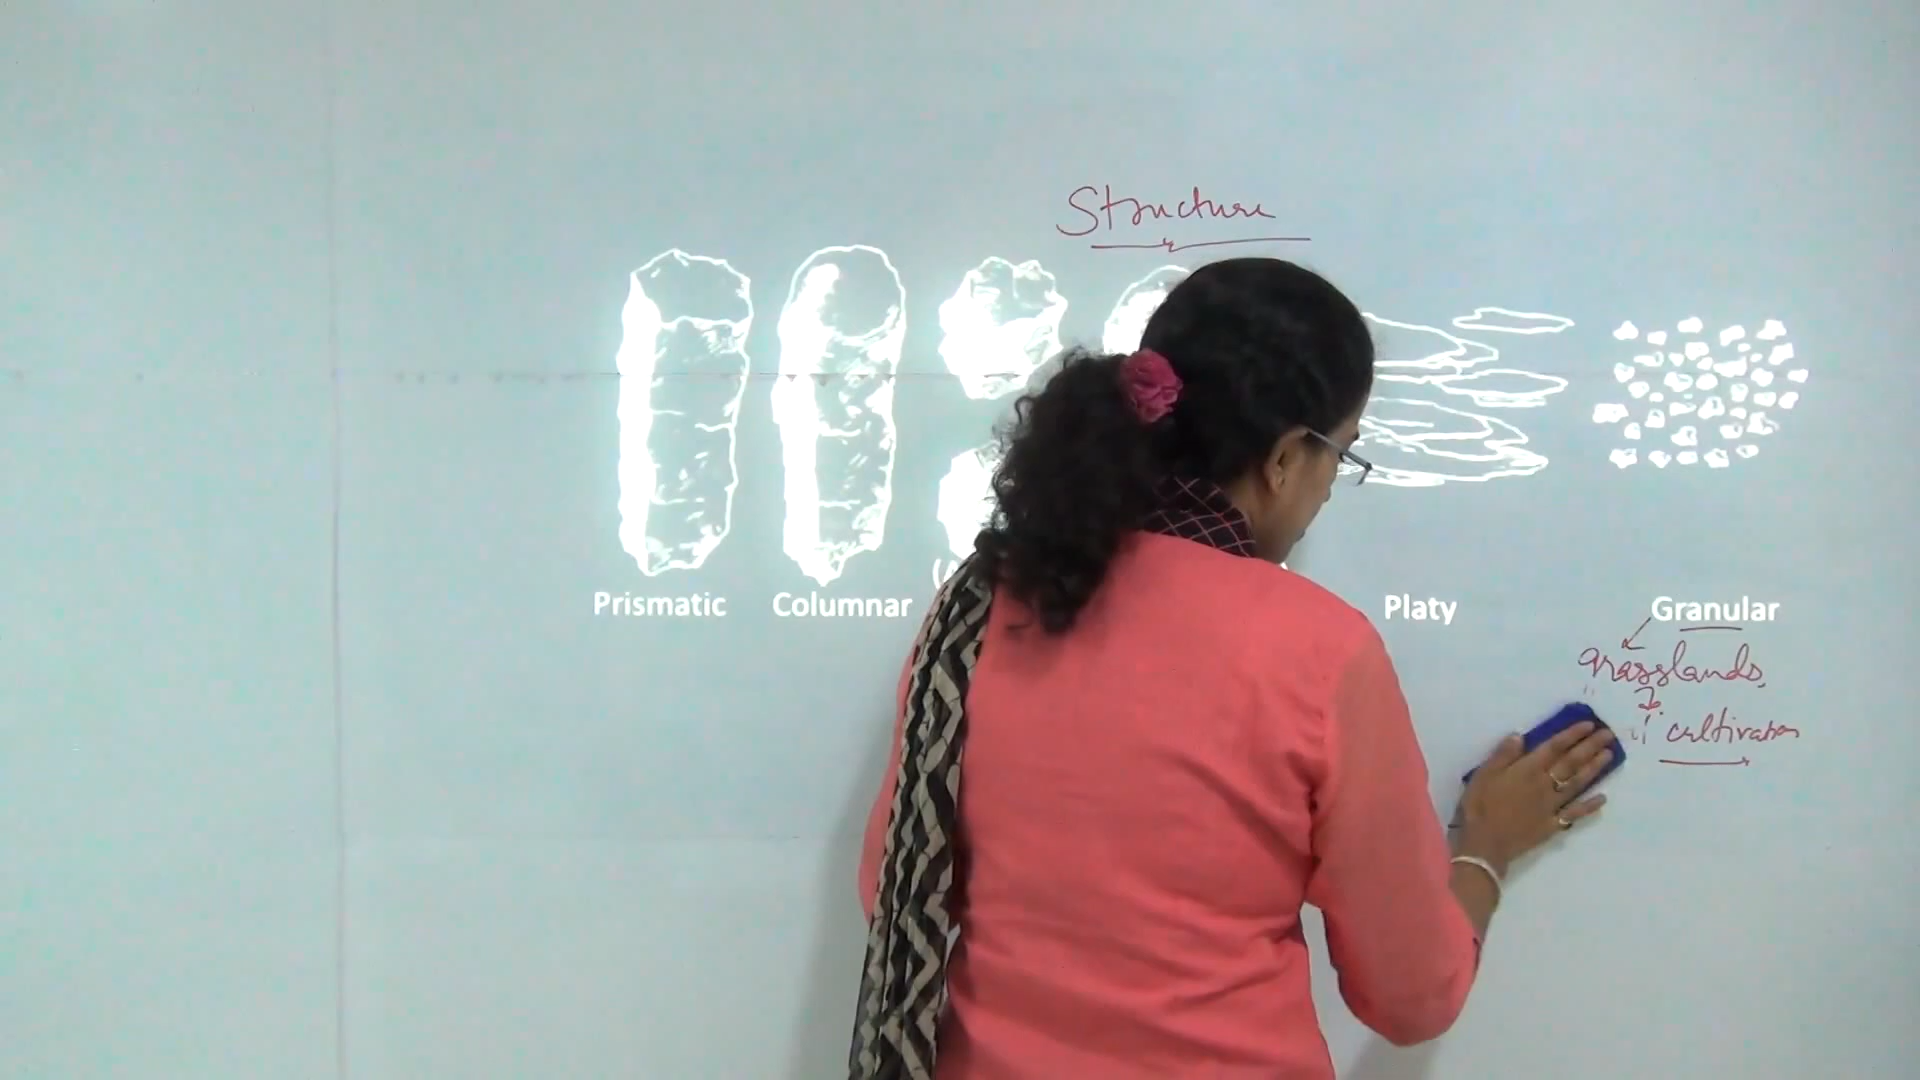 Structure
Prismatic Columnar Platy Granular
grasslands,
cultivation